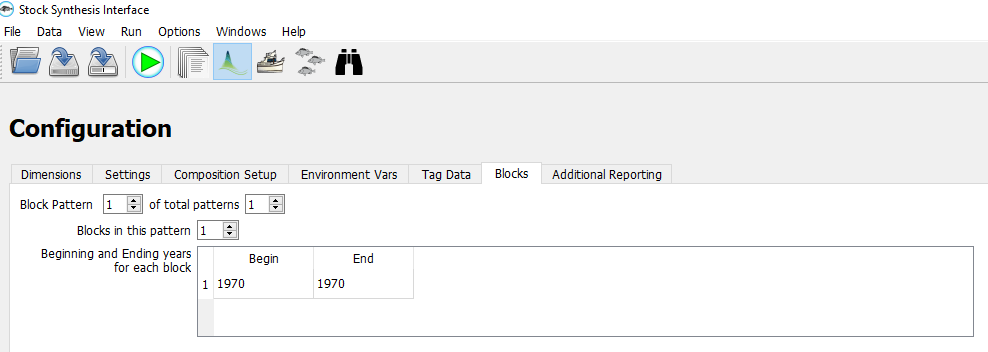 Stock Synthesis Interface
File Data View Run Options Windows Help
Configuration
Dimensions Settings Composition Setup Environment Vars Tag Data Blocks Additional Reporting
Block Pattern 1 of total patterns 1
Blocks in this pattern 1
Beginning and Ending years
for each block
Begin End
1 1970 1970